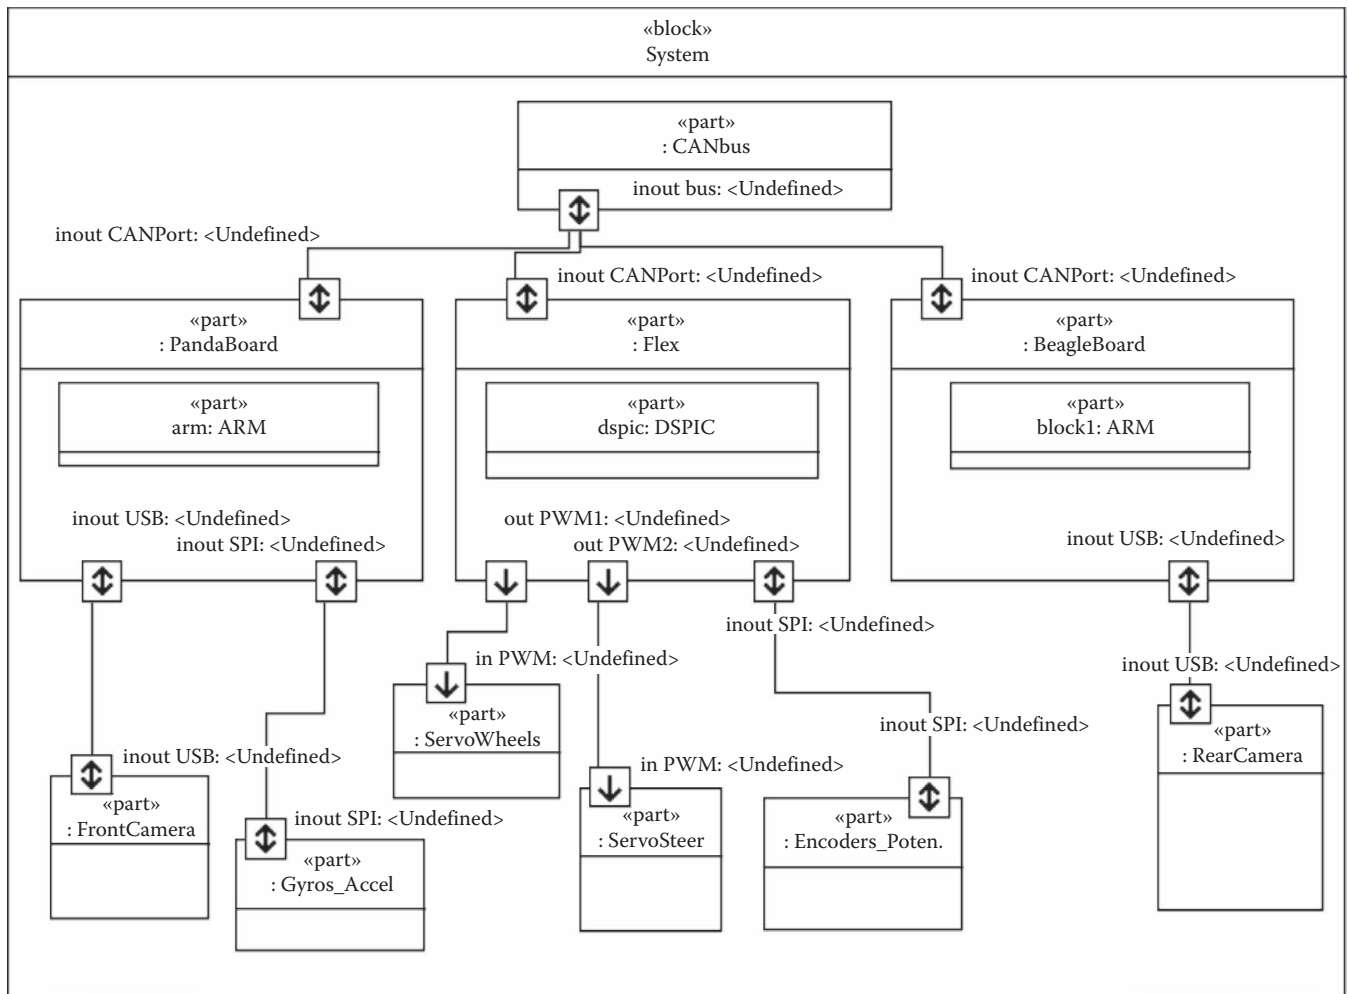 «block»
System
«part»
: CANbus
inout bus: <Undefined>
inout CANPort: <Undefined>
inout CANPort: <Undefined>
inout CANPort: <Undefined>
«part»
: PandaBoard
«part»
: Flex
«part»
: BeagleBoard
«part»
arm: ARM
«part»
dspic: DSPIC
«part»
block1: ARM
inout USB: <Undefined>
inout SPI: <Undefined>
out PWM1: <Undefined>
out PWM2: <Undefined>
inout USB: <Undefined>
inout SPI: <Undefined>
in PWM: <Undefined>
inout USB: <Undefined>
«part»
: ServoWheels
inout SPI: <Undefined>
«part»
: RearCamera
inout USB: <Undefined>
in PWM: <Undefined>
«part»
: FrontCamera
inout SPI: <Undefined>
«part»
: ServoSteer
«part»
: Encoders_Poten.
«part»
: Gyros_Accel